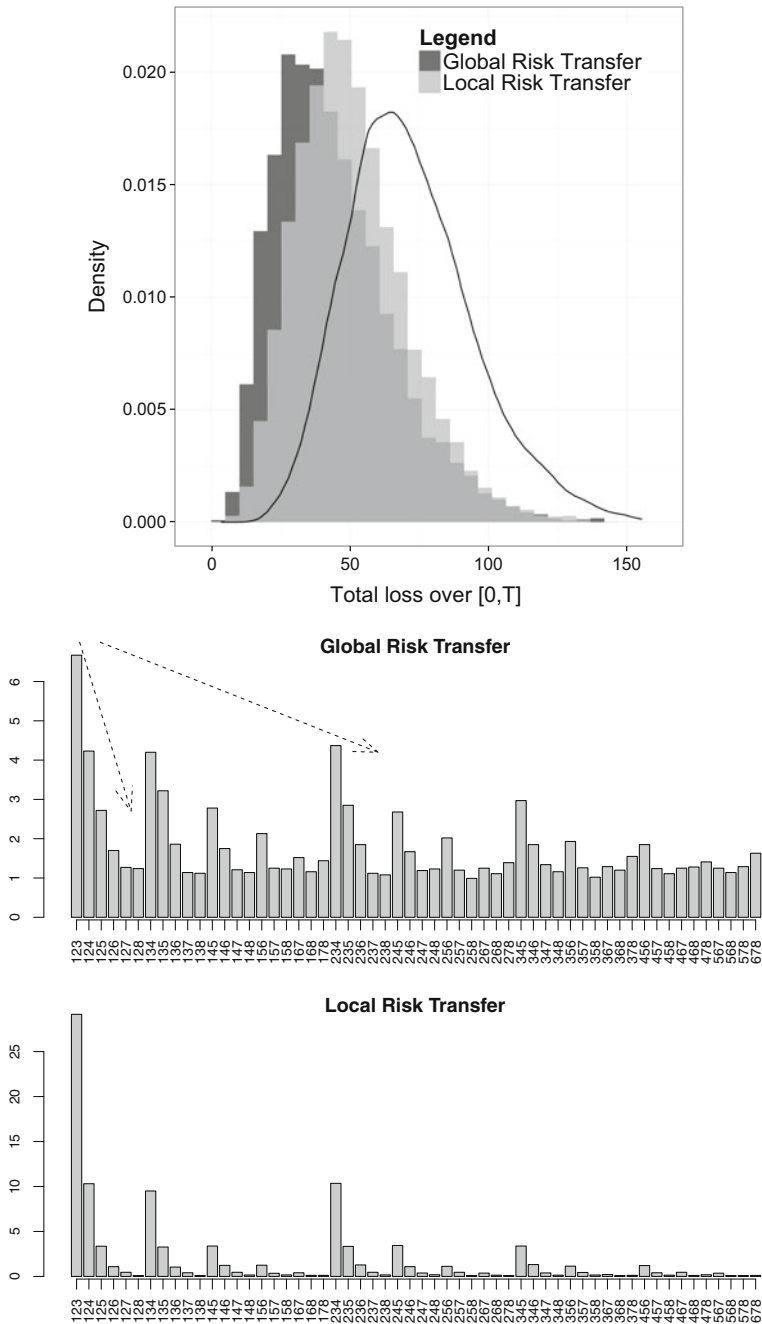 Legend
Global Risk Transfer
Local Risk Transfer
0.020
0.015
0.010
0.005
0.000
Density
0 50 100 150
Total loss over [0,T]
Global Risk Transfer
6
5
4
3
2
1
0
123 124 125 126 127 128 134 135 136 137 138 145 146 147 148 156 157 158 167 168 178 234 235 236 237 238 245 246 247 248 256 257 258 267 268 278 345 346 347 348 356 357 358 367 368 378 456 457 458 467 468 478 567 568 578 678
Local Risk Transfer
25
20
15
10
5
0
123 124 125 126 127 128 134 135 136 137 138 145 146 147 148 156 157 158 167 168 178 234 235 236 237 238 245 246 247 248 256 257 258 267 268 278 345 346 347 348 356 357 358 367 368 378 456 457 458 467 468 478 567 568 578 678